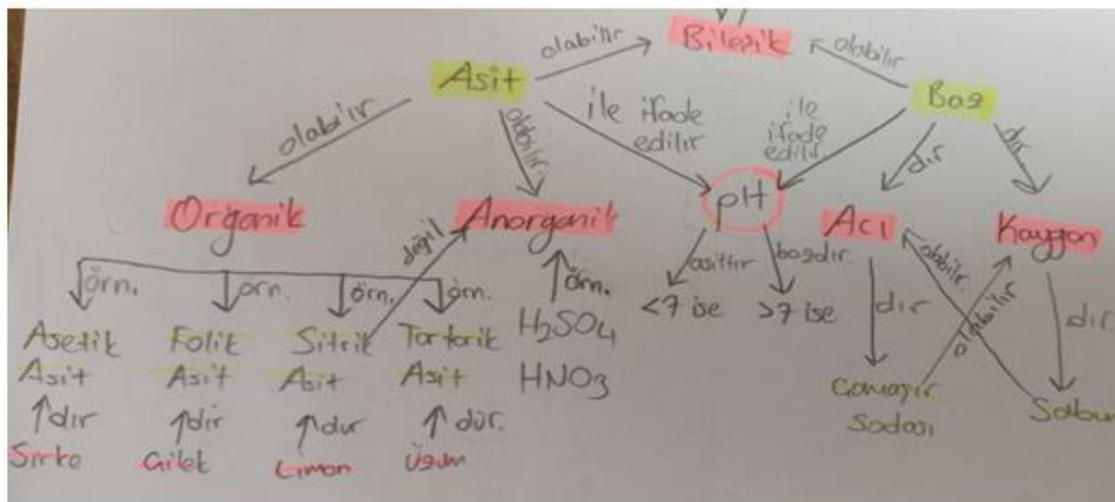 olabilir Bileşik olabilir
Asit Baz
olabilir olabilir ile ifade edilir ile ifade edilir dır dır
Organik Anorganik pH Acı Kaygan
değil asittir bazdır. olabilir
örn. örn. örn. örn. örn. <7 ise >7 ise dır olabilir dır
Asetik Folik Sitrik Tartarik H2SO4
Asit Asit Asit Asit HNO3 Çamaşır Sabun
dır dir dur dür. Sodası
Sirke Çilek Limon Üzüm